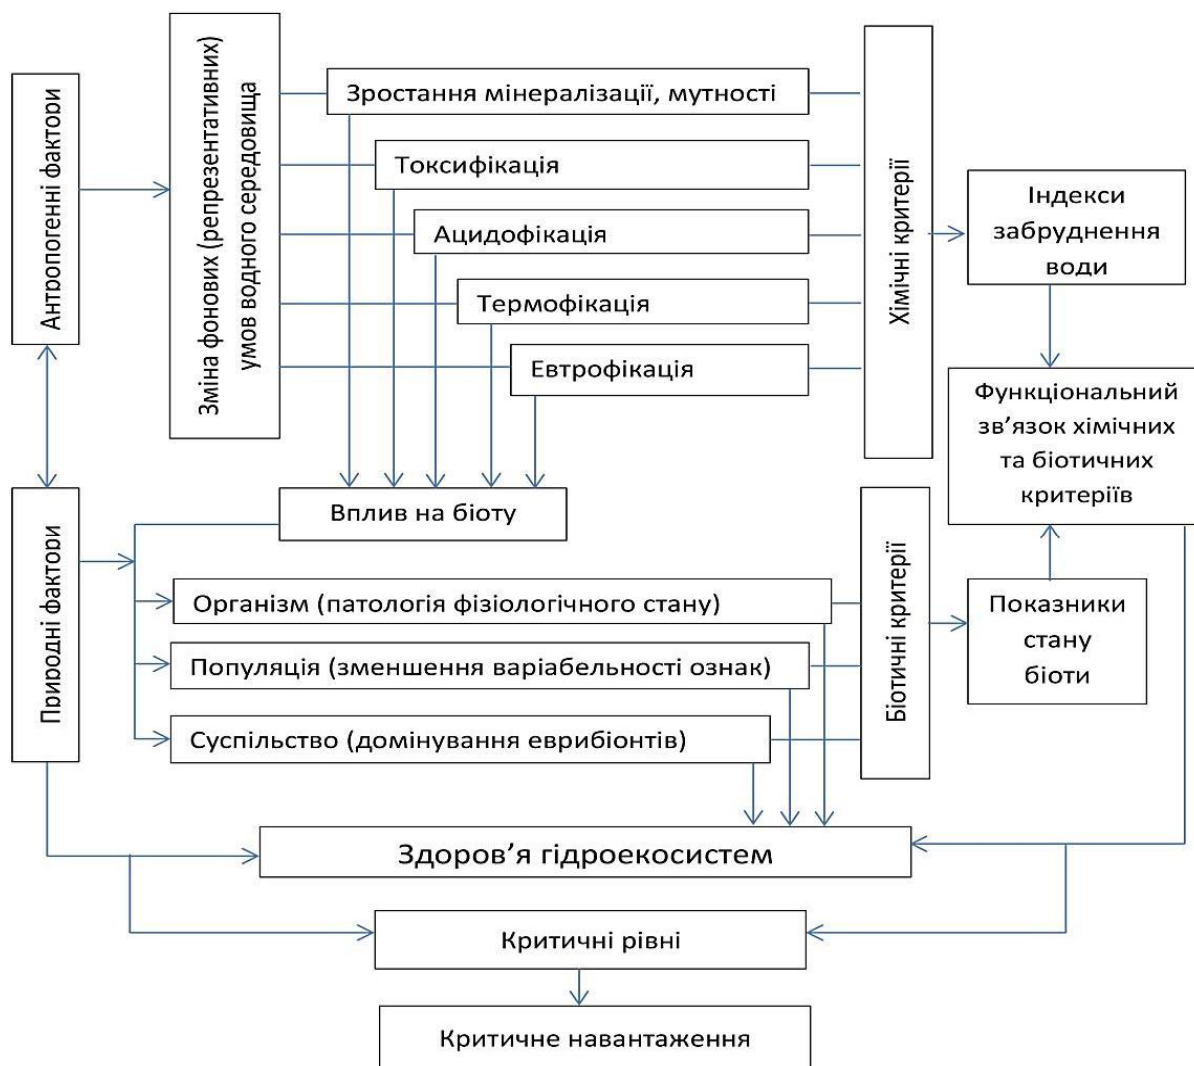 Антропогенні фактори
Зміна фонових (репрезентативних)
умов водного середовища
Зростання мінералізації, мутності
Токсифікація
Ацидофікація
Термофікація
Евтрофікація
Хімічні критерії
Індекси
забруднення
води
Функціональний
зв’язок хімічних
та біотичних
критеріїв
Природні фактори
Вплив на біоту
Організм (патологія фізіологічного стану)
Популяція (зменшення варіабельності ознак)
Суспільство (домінування еврибіонтів)
Біотичні критерії
Показники
стану
біоти
Здоров’я гідроекосистем
Критичні рівні
Критичне навантаження